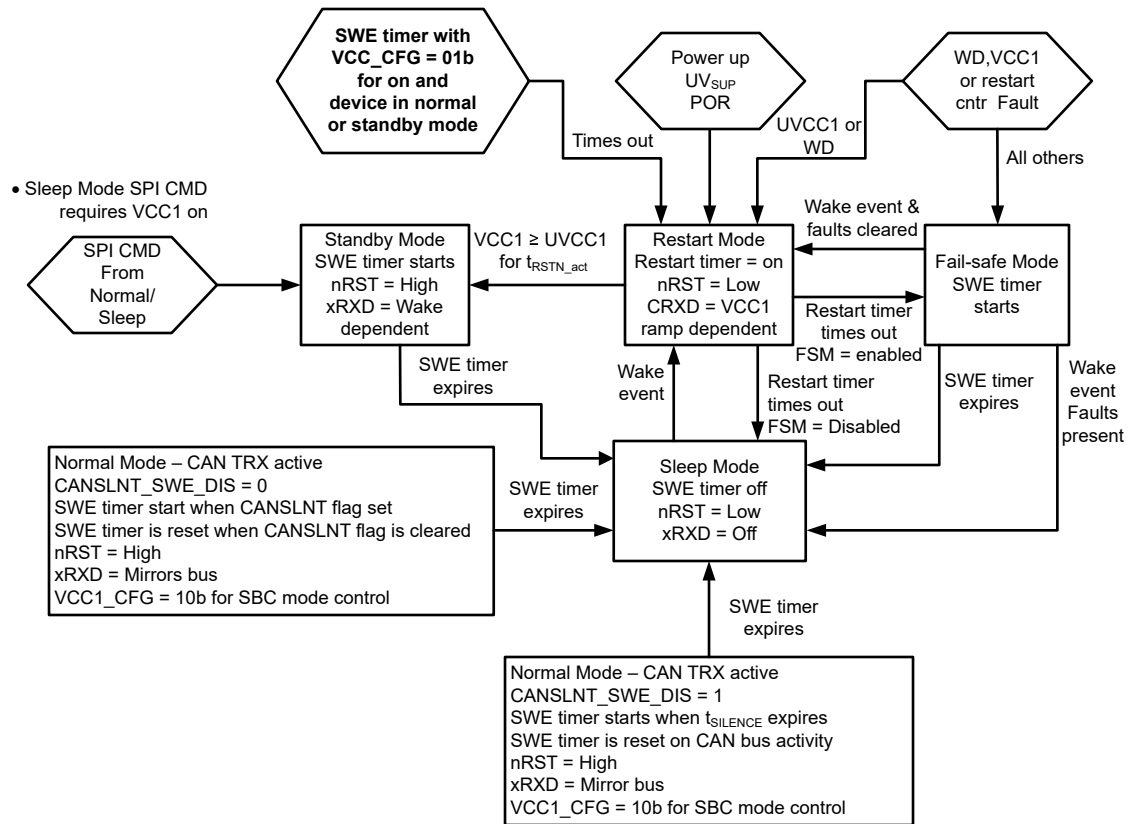 SWE timer with
VCC_CFG = 01b
for on and
device in normal
or standby mode
Power up
UVSUP
POR
WD,VCC1
or restart
cntr Fault
Times out
UVCC1 or
WD
All others
• Sleep Mode SPI CMD
requires VCC1 on
SPI CMD
From
Normal/
Sleep
Standby Mode
SWE timer starts
nRST = High
xRXD = Wake
dependent
VCC1 ≥ UVCC1
for tRSTN_act
Restart Mode
Restart timer = on
nRST = Low
CRXD = VCC1
ramp dependent
Wake event &
faults cleared
Fail-safe Mode
SWE timer
starts
Restart timer
times out
FSM = enabled
SWE timer
expires
Wake
event
Restart timer
times out
FSM = Disabled
SWE timer
expires
Wake
event
Faults
present
Normal Mode – CAN TRX active
CANSLNT_SWE_DIS = 0
SWE timer start when CANSLNT flag set
SWE timer is reset when CANSLNT flag is cleared
nRST = High
xRXD = Mirrors bus
VCC1_CFG = 10b for SBC mode control
SWE timer
expires
Sleep Mode
SWE timer off
nRST = Low
xRXD = Off
SWE timer
expires
Normal Mode – CAN TRX active
CANSLNT_SWE_DIS = 1
SWE timer starts when tSILENCE expires
SWE timer is reset on CAN bus activity
nRST = High
xRXD = Mirror bus
VCC1_CFG = 10b for SBC mode control